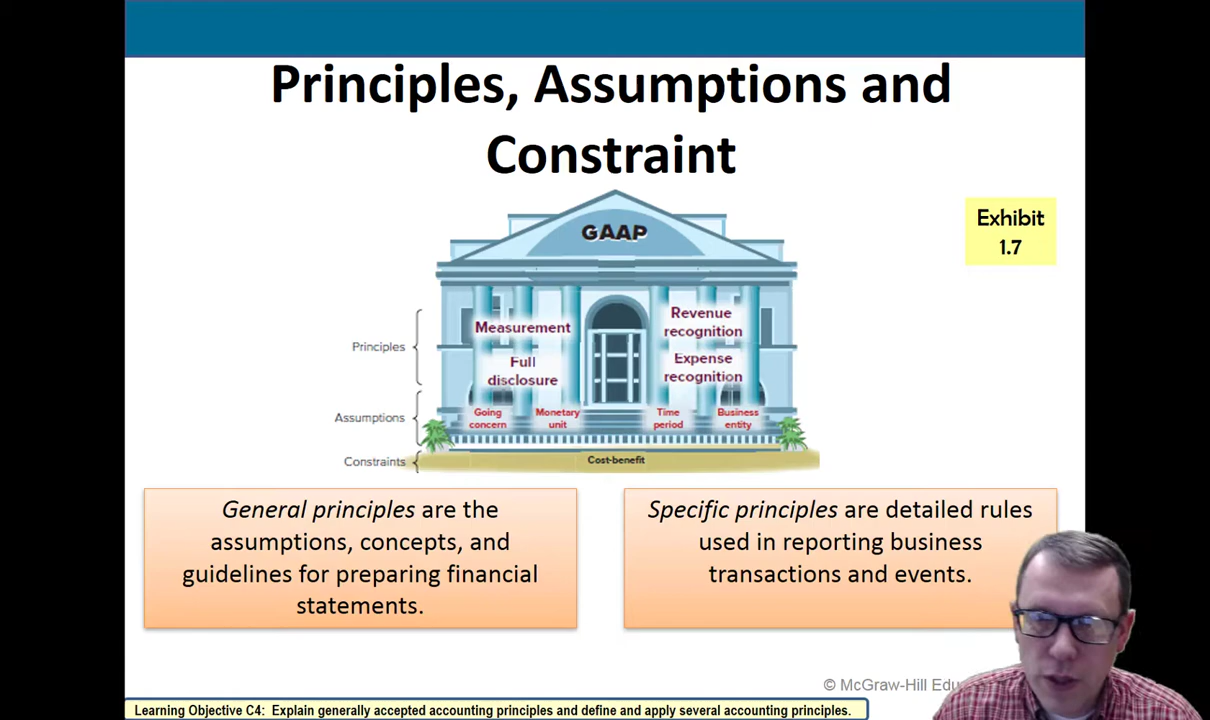 Principles, Assumptions and
Constraint
GAAP
Exhibit
1.7
Principles
Measurement
Full
disclosure
Revenue
recognition
Expense
recognition
Assumptions
Going
concern
Monetary
unit
Time
period
Business
entity
Constraints
Cost-benefit
General principles are the
assumptions, concepts, and
guidelines for preparing financial
statements.
Specific principles are detailed rules
used in reporting business
transactions and events.
© McGraw-Hill
Learning Objective C4: Explain generally accepted accounting principles and define and apply several accounting principles.